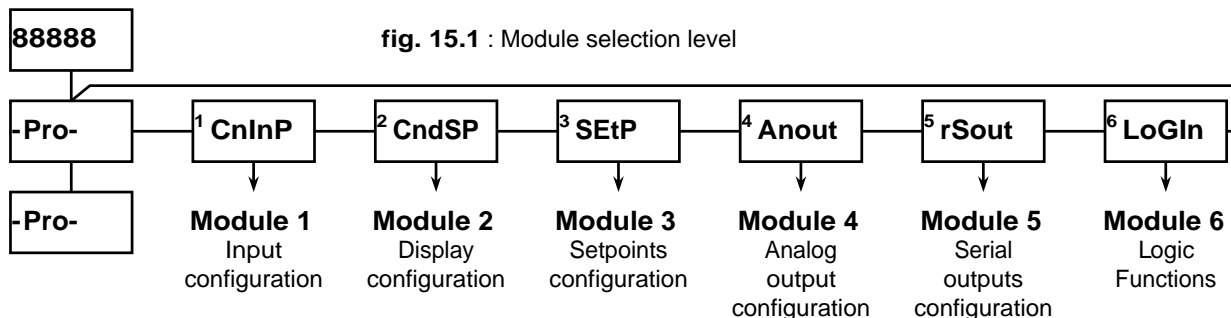 88888
fig. 15.1 : Module selection level
-Pro-
1 CnInP
2 CndSP
3 SEtP
4 Anout
5 rSout
6 LoGIn
-Pro-
Module 1
Input
configuration
Module 2
Display
configuration
Module 3
Setpoints
configuration
Module 4
Analog
output
configuration
Module 5
Serial
outputs
configuration
Module 6
Logic
Functions